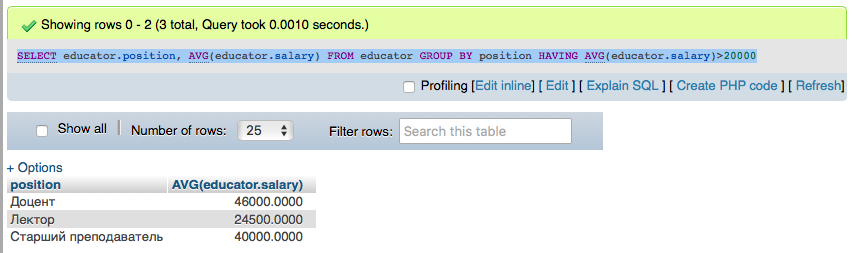 Showing rows 0 - 2 (3 total, Query took 0.0010 seconds.)
SELECT educator.position, AVG(educator.salary) FROM educator GROUP BY position HAVING AVG(educator.salary)>20000
Profiling [Edit inline] [ Edit ] [ Explain SQL ] [ Create PHP code ] [ Refresh]
Show all | Number of rows: 25 Filter rows: Search this table
+ Options
position AVG(educator.salary)
Доцент 46000.0000
Лектор 24500.0000
Старший преподаватель 40000.0000